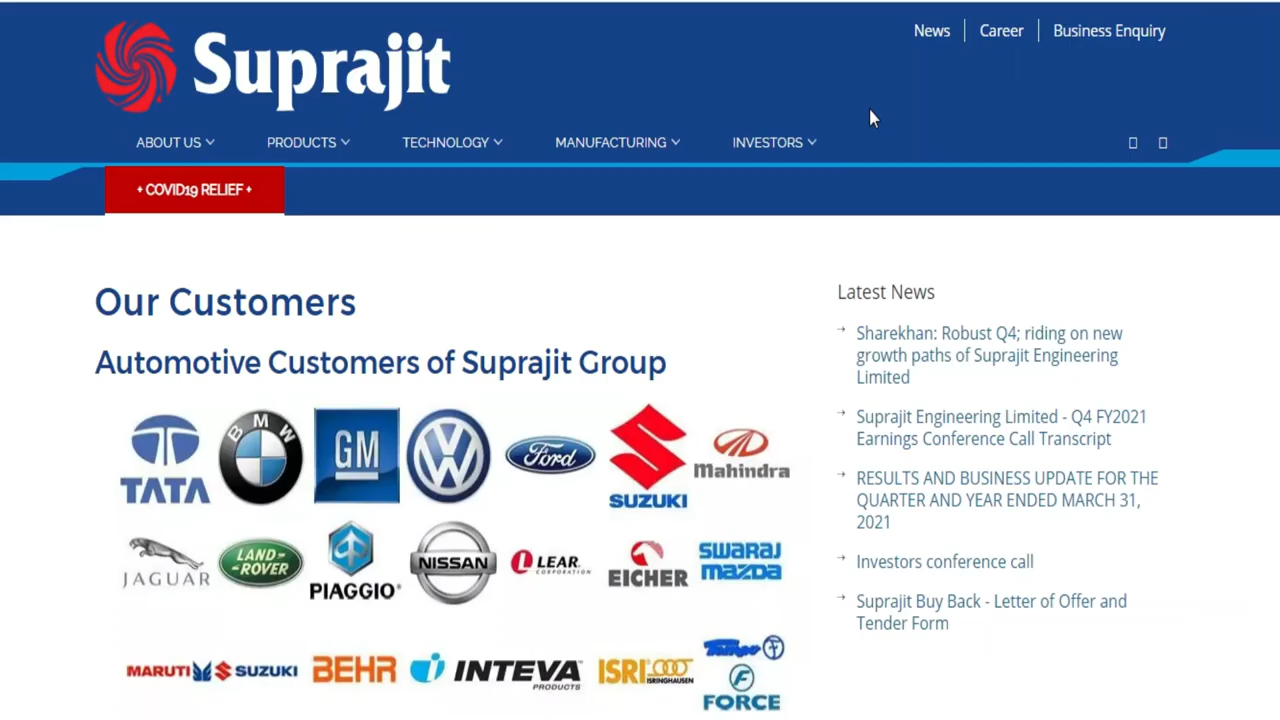 News
Career
Business Enquiry
Suprajit
ABOUT US
PRODUCTS
TECHNOLOGY
MANUFACTURING
INVESTORS
+ COVID19 RELIEF +
Our Customers
Automotive Customers of Suprajit Group
TATA
BMW
GM
VW
Ford
SUZUKI
Mahindra
JAGUAR
LAND-
ROVER
PIAGGIO®
NISSAN
LEAR
CORPORATION
EICHER
SWARAJ
MAZDA
MARUTI
SUZUKI
BEHR
INTEVA
PRODUCTS
ISRI
ISRINGHAUSEN
Tempo
FORCE
Latest News
Sharekhan: Robust Q4; riding on new
growth paths of Suprajit Engineering
Limited
Suprajit Engineering Limited - Q4 FY2021
Earnings Conference Call Transcript
RESULTS AND BUSINESS UPDATE FOR THE
QUARTER AND YEAR ENDED MARCH 31,
2021
Investors conference call
Suprajit Buy Back - Letter of Offer and
Tender Form